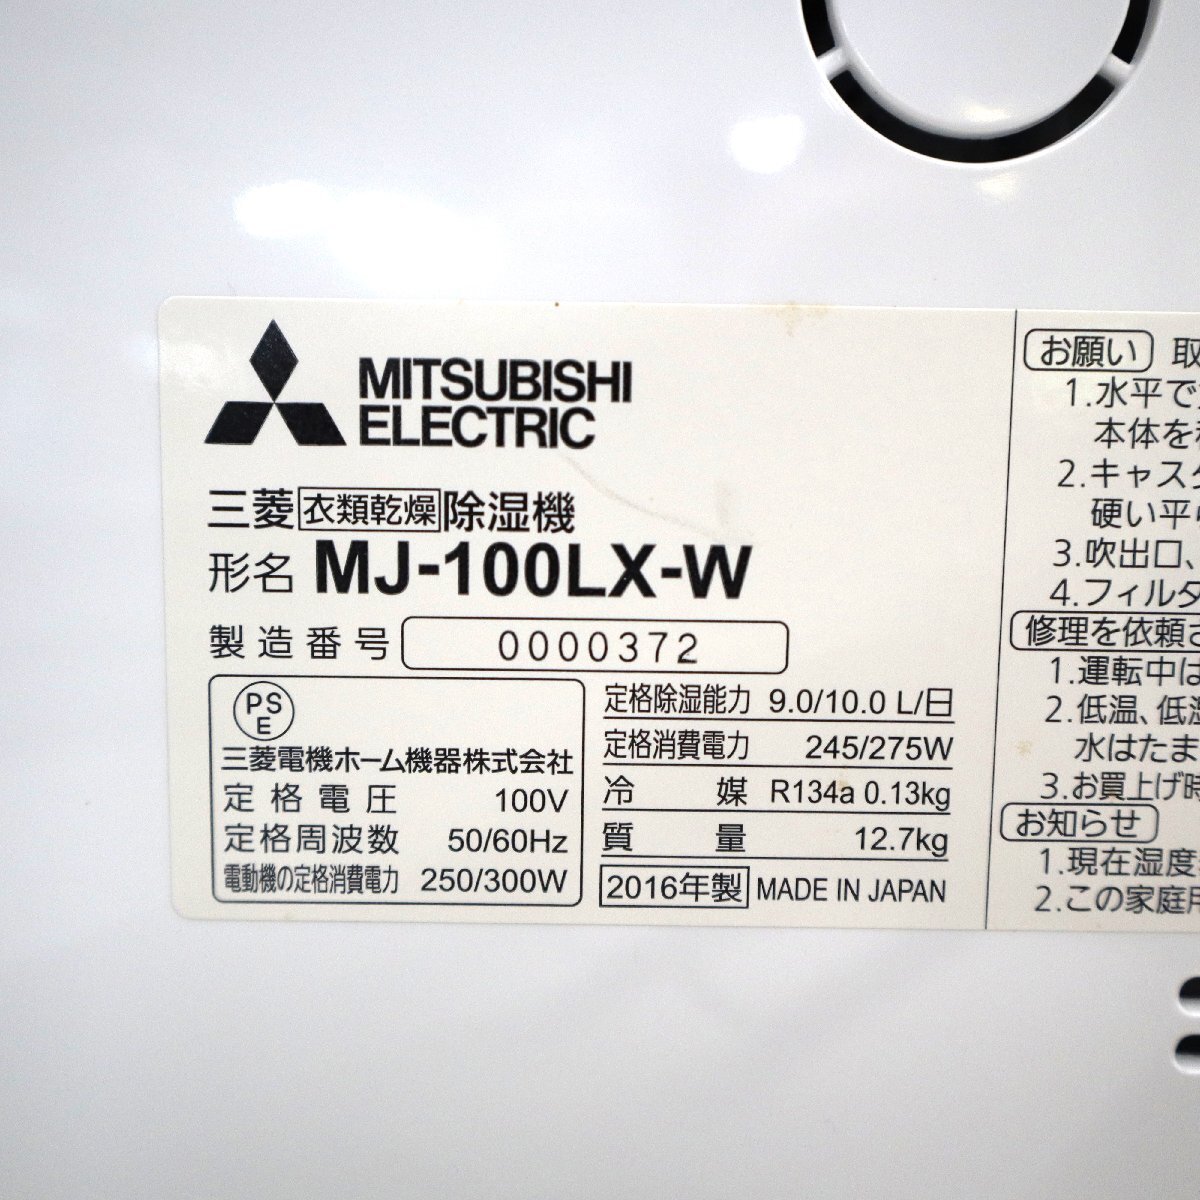 MITSUBISHI
ELECTRIC
三菱衣類乾燥除湿機
形名 MJ-100LX-W
製造番号 0000372
PS
E
三菱電機ホーム機器株式会社
定格電圧 100V
定格周波数 50/60Hz
電動機の定格消費電力 250/300W
定格除湿能力 9.0/10.0 L/日
定格消費電力 245/275W
冷媒 R134a 0.13kg
質量 12.7kg
2016年製 MADE IN JAPAN
お願い 取
1.水平で
本体を
2.キャスタ
硬い平ら
3.吹出口、
4.フィルタ
修理を依頼さ
1.運転中は
2.低温、低湿
水はたま
3.お買上げ時
お知らせ
1.現在湿度
2.この家庭用